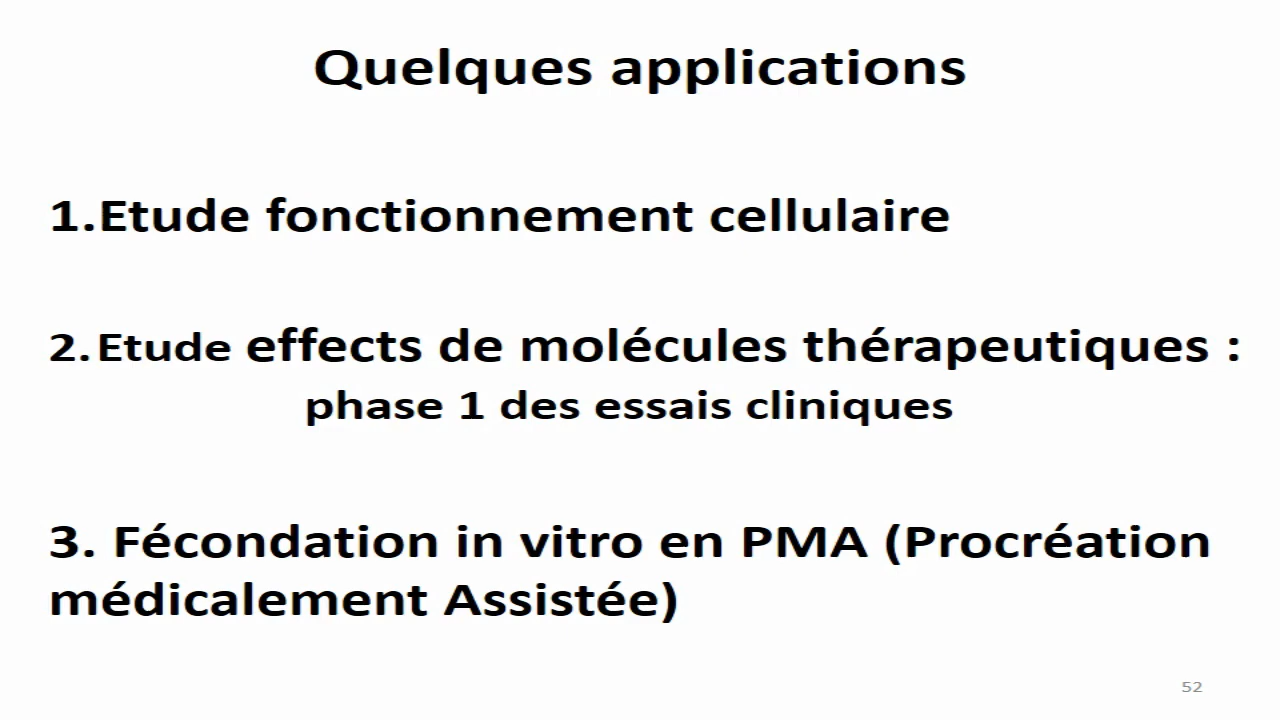 Quelques applications
1.Etude fonctionnement cellulaire
2.Etude effects de molécules thérapeutiques :
phase 1 des essais cliniques
3. Fécondation in vitro en PMA (Procréation
médicalement Assistée)
52